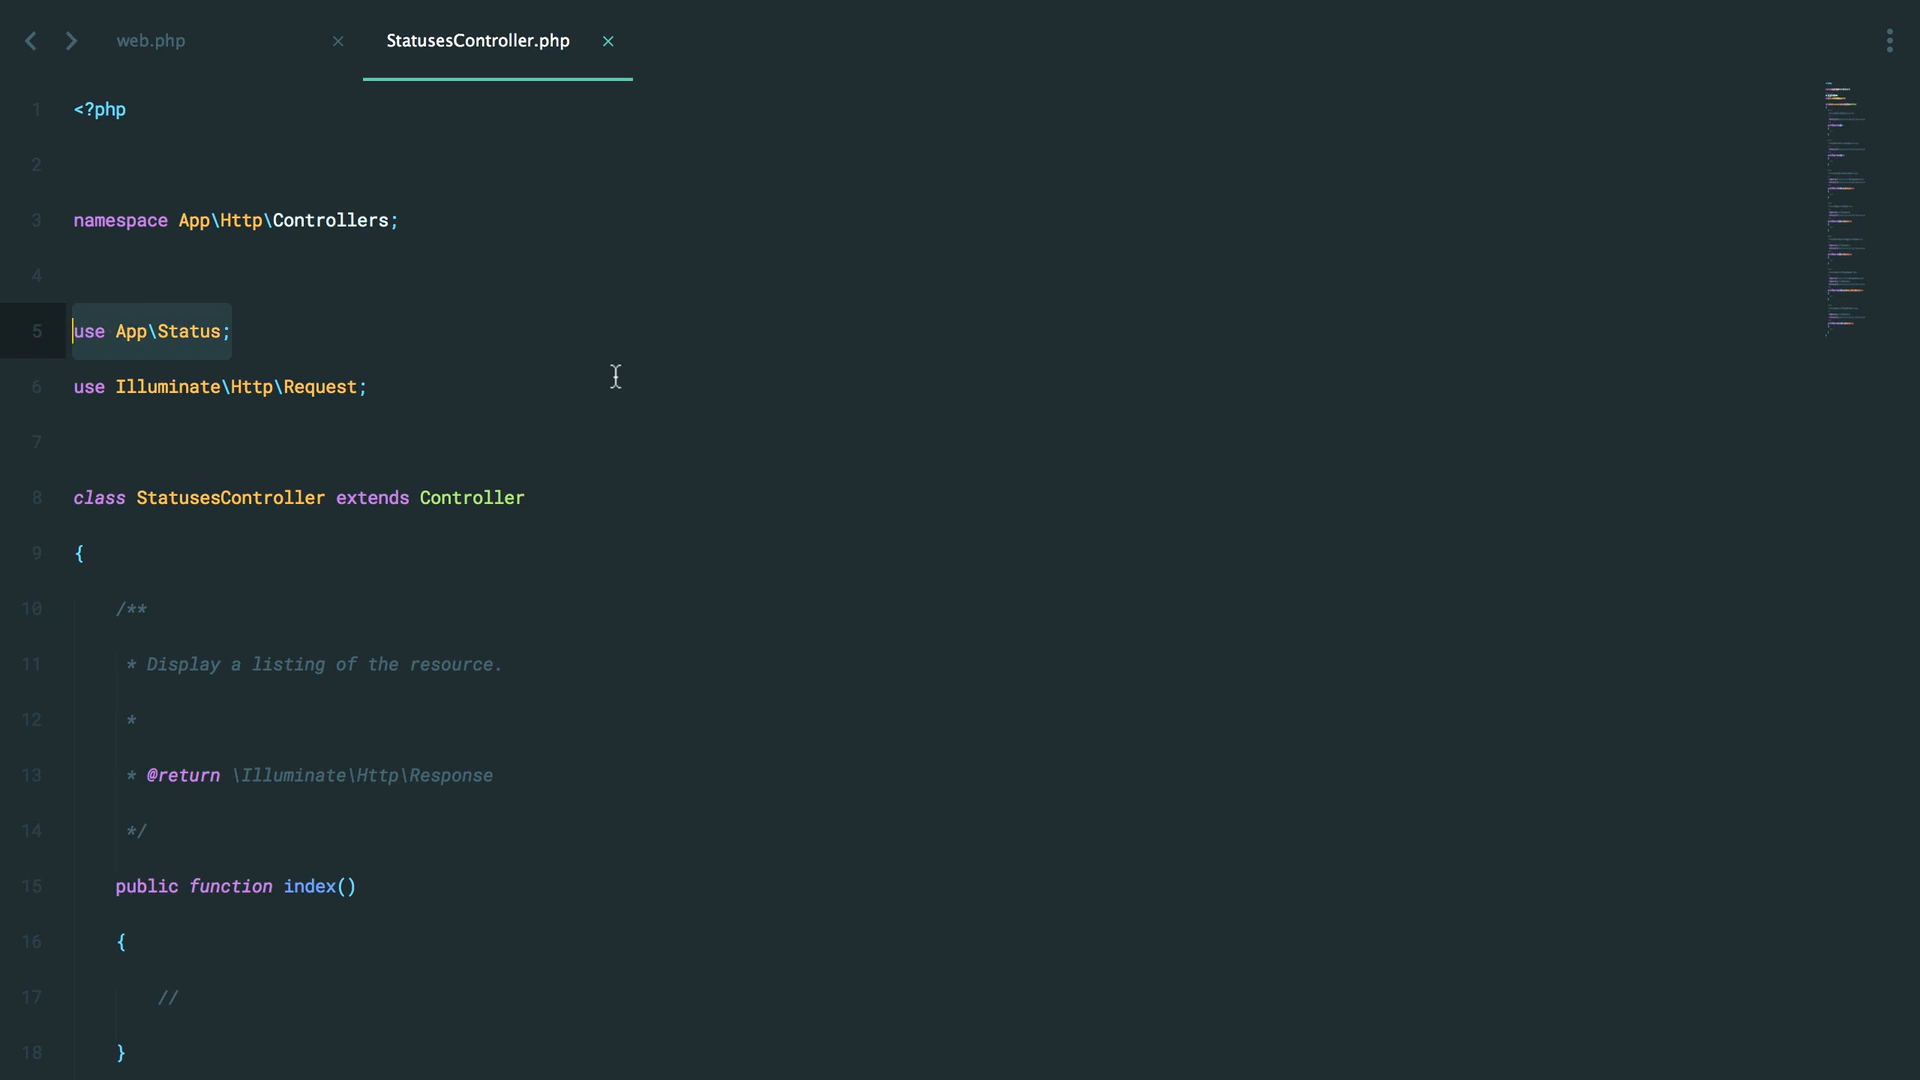 web.php
StatusesController.php
1 <?php
2
3 namespace App\Http\Controllers;
4
5 use App\Status;
6 use Illuminate\Http\Request;
7
8 class StatusesController extends Controller
9 {
10 /**
11 * Display a listing of the resource.
12 *
13 * @return \Illuminate\Http\Response
14 */
15 public function index()
16 {
17 //
18 }